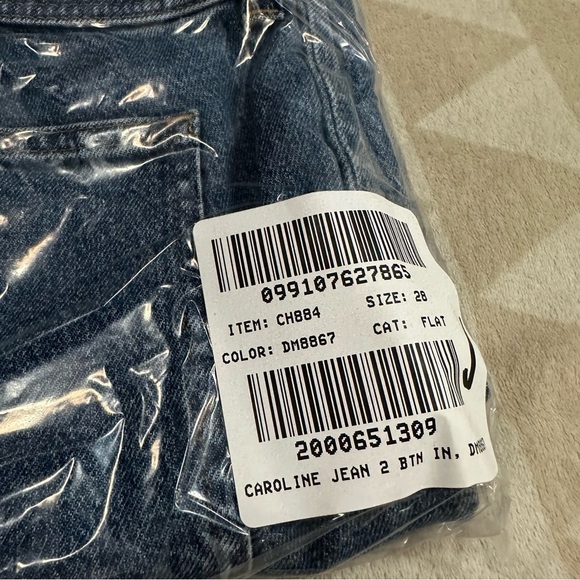 099107627865
ITEM: CH884 SIZE: 28
COLOR: DM8867 CAT: FLAT
2000651309
CAROLINE JEAN 2 BTN IN,